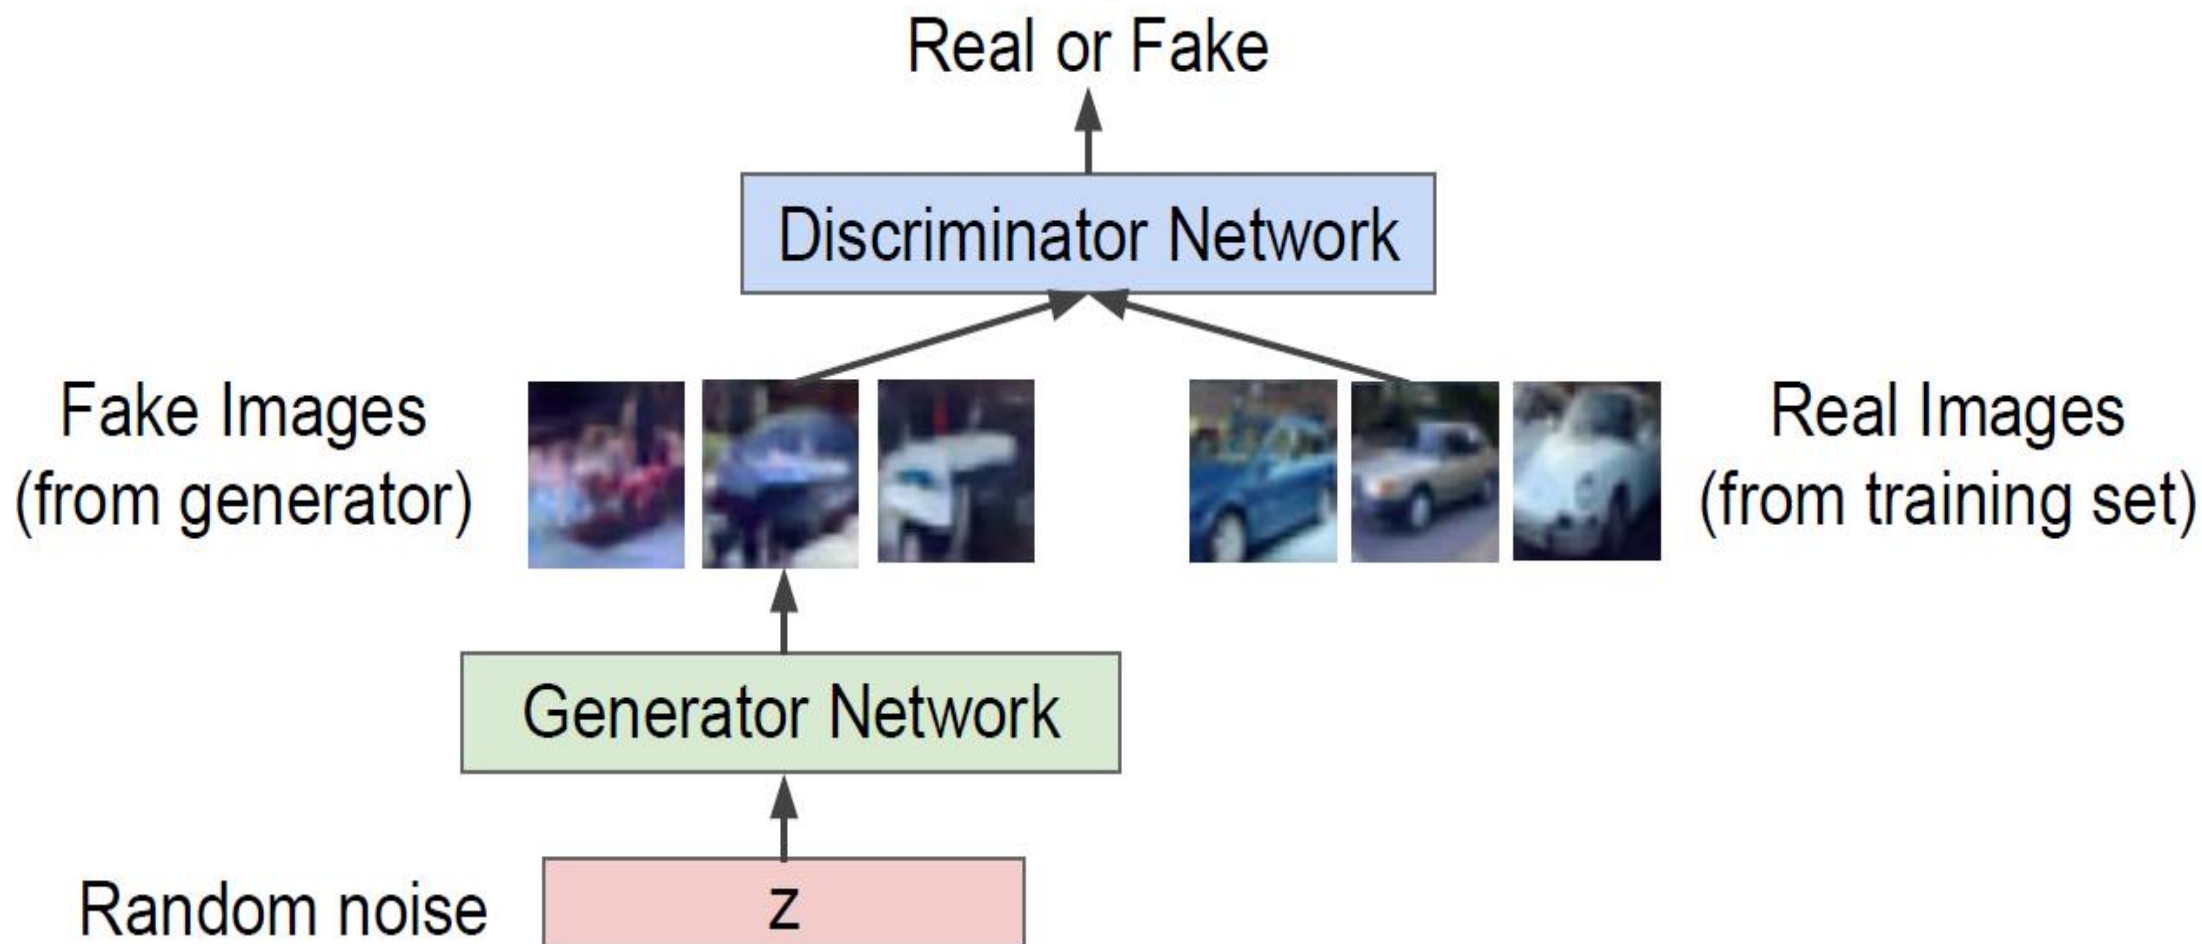 Real or Fake
Discriminator Network
Fake Images
(from generator)
Real Images
(from training set)
Generator Network
Random noise
z